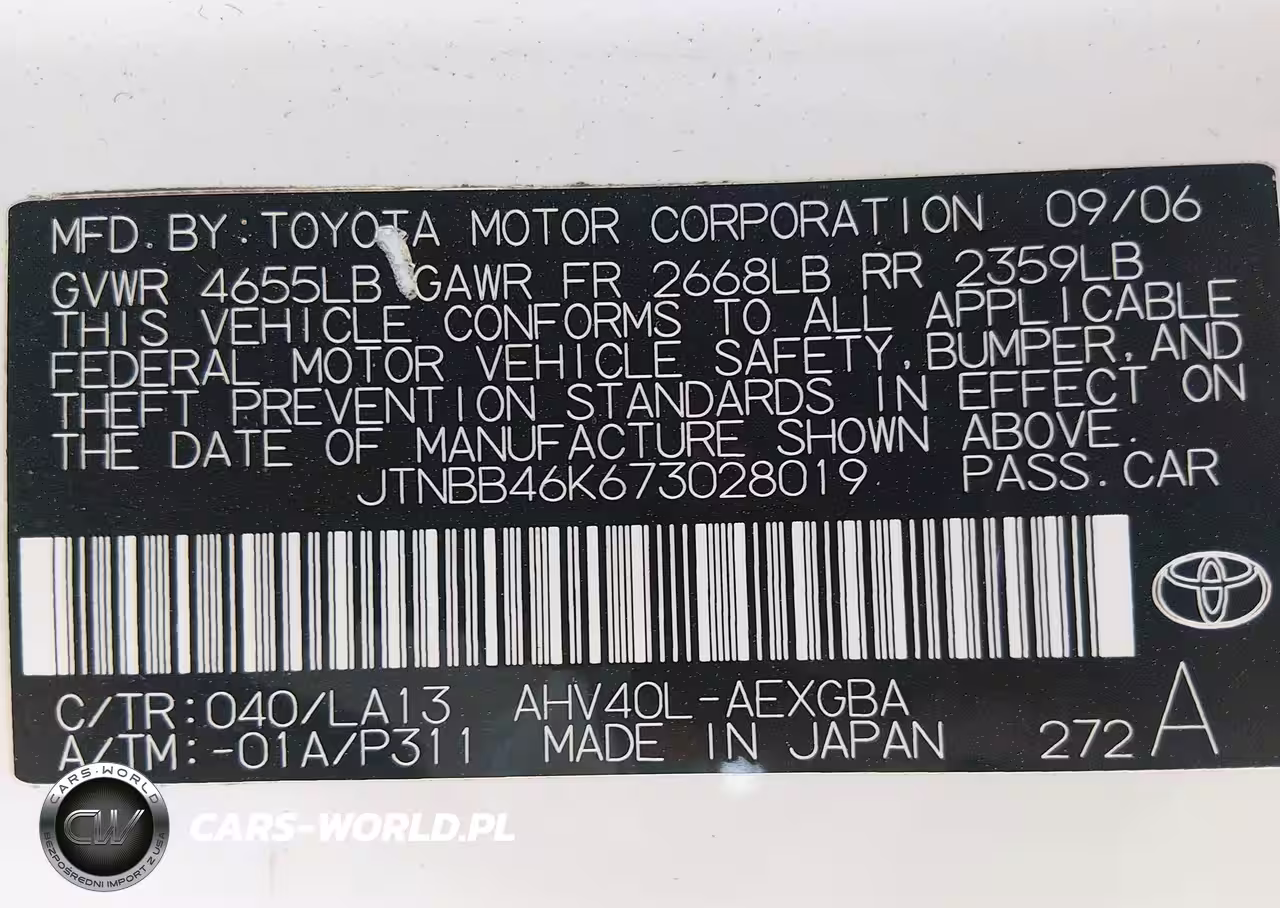 MFD. BY: TOYOTA MOTOR CORPORATION 09/06
GVWR 4655LB GAWR FR 2668LB RR 2359LB
THIS VEHICLE CONFORMS TO ALL APPLICABLE
FEDERAL MOTOR VEHICLE SAFETY, BUMPER, AND
THEFT PREVENTION STANDARDS IN EFFECT ON
THE DATE OF MANUFACTURE SHOWN ABOVE.
JTNBB46K673028019 PASS. CAR
C/TR: 040/LA13 AHV40L-AEXGBA
A/TM: -01A/P311 MADE IN JAPAN 272 A
CARS-WORLD
CW
BEZPOŚREDNI IMPORT Z USA
CARS-WORLD.PL